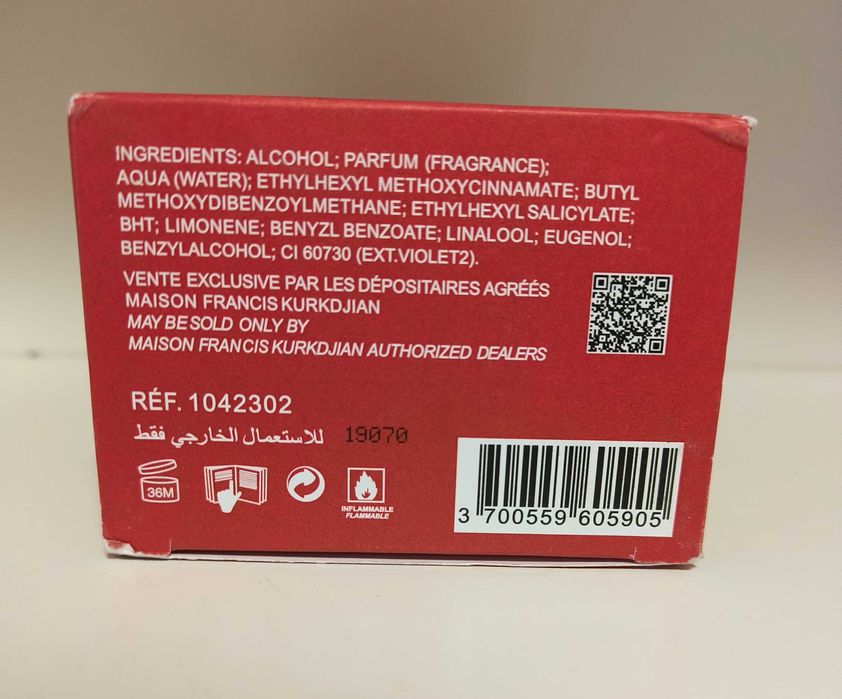 INGREDIENTS: ALCOHOL; PARFUM (FRAGRANCE);
AQUA (WATER); ETHYLHEXYL METHOXYCINNAMATE; BUTYL
METHOXYDIBENZOYLMETHANE; ETHYLHEXYL SALICYLATE;
BHT; LIMONENE; BENYZL BENZOATE; LINALOOL; EUGENOL;
BENZYLALCOHOL; CI 60730 (EXT.VIOLET2).
VENTE EXCLUSIVE PAR LES DÉPOSITAIRES AGRÉÉS
MAISON FRANCIS KURKDJIAN
MAY BE SOLD ONLY BY
MAISON FRANCIS KURKDJIAN AUTHORIZED DEALERS
RÉF. 1042302
للاستعمال الخارجي فقط 19070
36M
INFLAMMABLE
FLAMMABLE
3 700559 605905